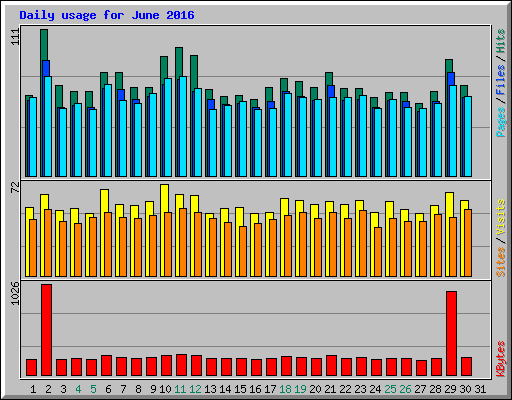 Daily usage for June 2016
111
Pages / Files / Hits
72
Sites / Visits
1026
KBytes
1 2 3 4 5 6 7 8 9 10 11 12 13 14 15 16 17 18 19 20 21 22 23 24 25 26 27 28 29 30 31